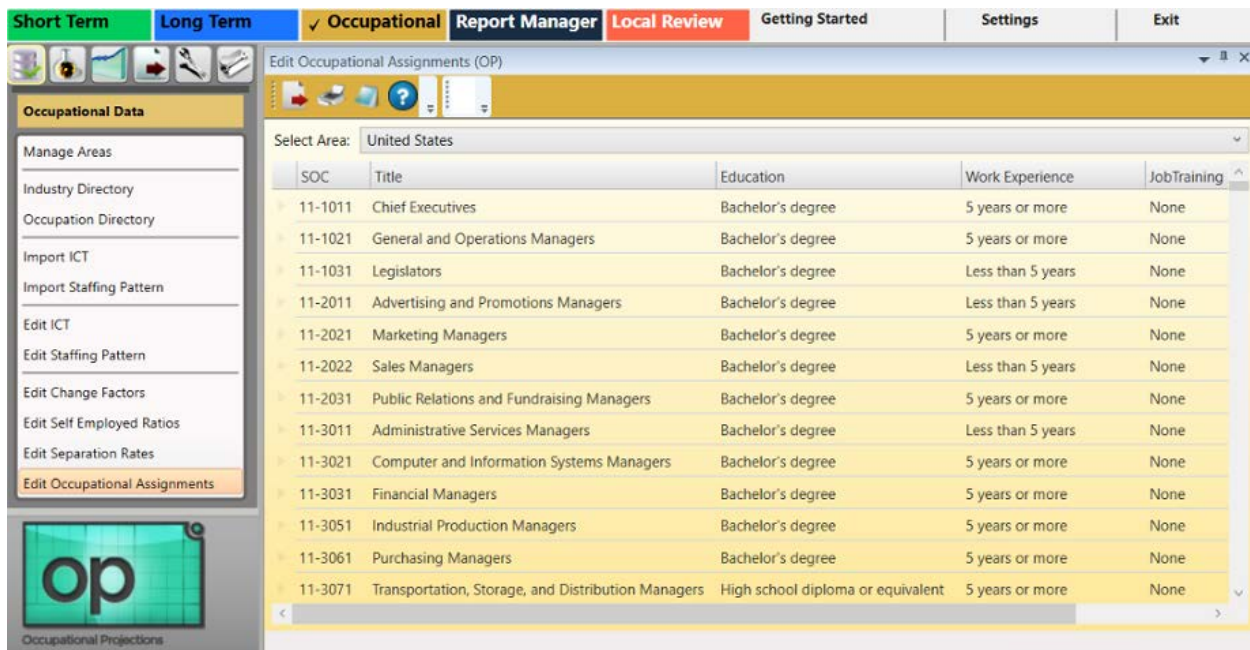 Short Term Long Term ✓ Occupational Report Manager Local Review Getting Started Settings Exit
Edit Occupational Assignments (OP)
Occupational Data
Manage Areas
Industry Directory
Occupation Directory
Import ICT
Import Staffing Pattern
Edit ICT
Edit Staffing Pattern
Edit Change Factors
Edit Self Employed Ratios
Edit Separation Rates
Edit Occupational Assignments
op
Occupational Projections
Select Area: United States
SOC Title Education Work Experience JobTraining
11-1011 Chief Executives Bachelor's degree 5 years or more None
11-1021 General and Operations Managers Bachelor's degree 5 years or more None
11-1031 Legislators Bachelor's degree Less than 5 years None
11-2011 Advertising and Promotions Managers Bachelor's degree Less than 5 years None
11-2021 Marketing Managers Bachelor's degree 5 years or more None
11-2022 Sales Managers Bachelor's degree Less than 5 years None
11-2031 Public Relations and Fundraising Managers Bachelor's degree 5 years or more None
11-3011 Administrative Services Managers Bachelor's degree Less than 5 years None
11-3021 Computer and Information Systems Managers Bachelor's degree 5 years or more None
11-3031 Financial Managers Bachelor's degree 5 years or more None
11-3051 Industrial Production Managers Bachelor's degree 5 years or more None
11-3061 Purchasing Managers Bachelor's degree 5 years or more None
11-3071 Transportation, Storage, and Distribution Managers High school diploma or equivalent 5 years or more None